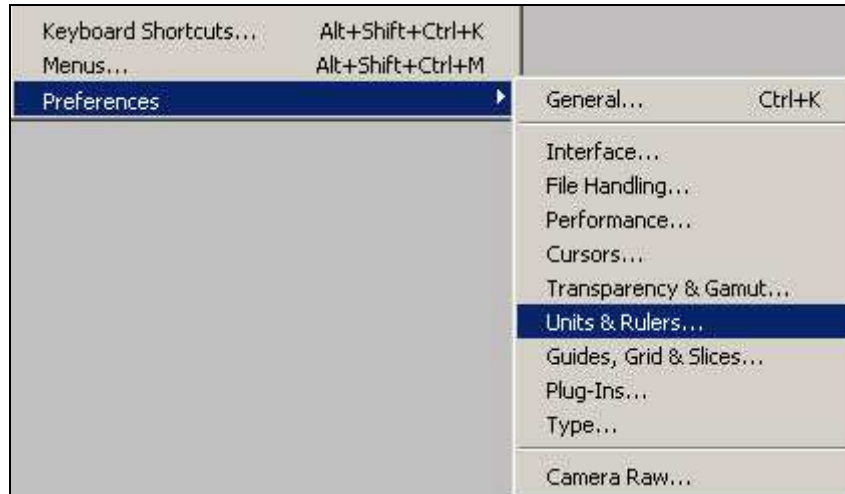 Keyboard Shortcuts... Alt+Shift+Ctrl+K
Menus... Alt+Shift+Ctrl+M
Preferences
General... Ctrl+K
Interface...
File Handling...
Performance...
Cursors...
Transparency & Gamut...
Units & Rulers...
Guides, Grid & Slices...
Plug-Ins...
Type...
Camera Raw...